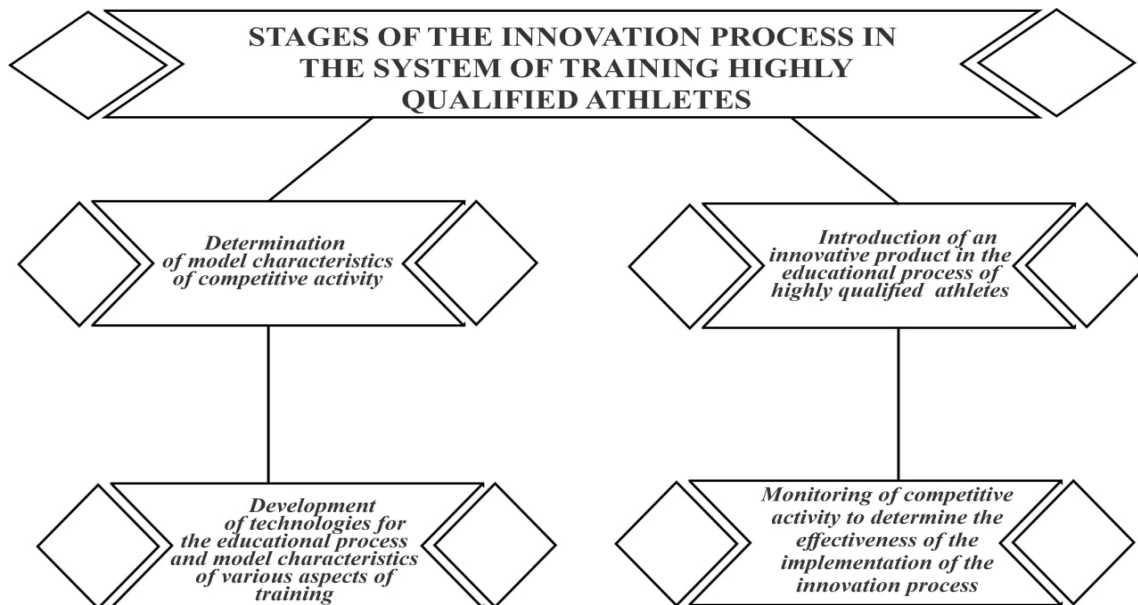 STAGES OF THE INNOVATION PROCESS IN
THE SYSTEM OF TRAINING HIGHLY
QUALIFIED ATHLETES
Determination
of model characteristics
of competitive activity
Introduction of an
innovative product in the
educational process of
highly qualified athletes
Development
of technologies for
the educational process
and model characteristics
of various aspects of
training
Monitoring of competitive
activity to determine the
effectiveness of the
implementation of the
innovation process